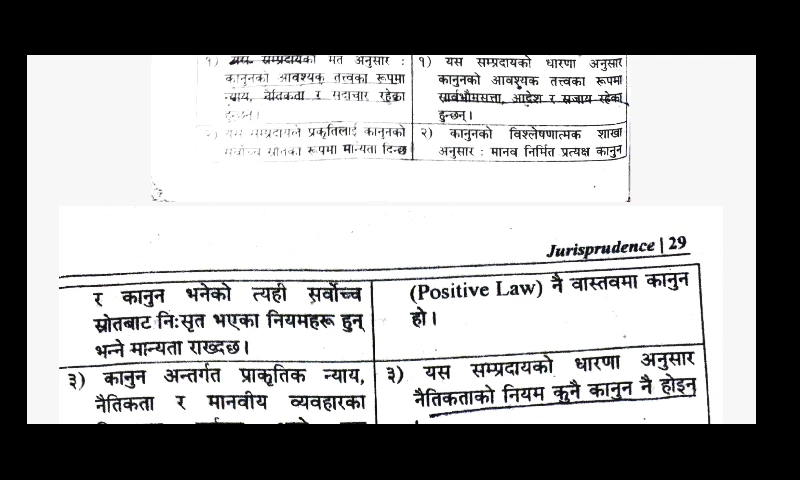 १) यस सम्प्रदायको मत अनुसार :
कानुनको आवश्यक तत्त्वका रूपमा
न्याय, नैतिकता र सदाचार रहेका
हुन्छन्।
२) यस सम्प्रदायले प्रकृतिलाई कानुनको
सर्वोच्च स्रोतका रूपमा मान्यता दिन्छ
१) यस सम्प्रदायको धारणा अनुसार
कानुनको आवश्यक तत्त्वका रूपमा
सार्वभौमसत्ता, आदेश र सजाय रहेका
हुन्छन्।
२) कानुनको विश्लेषणात्मक शाखा
अनुसार : मानव निर्मित प्रत्यक्ष कानुन
Jurisprudence | 29
र कानुन भनेको त्यही सर्वोच्च
स्रोतबाट निःसृत भएका नियमहरू हुन्
भन्ने मान्यता राख्दछ।
३) कानुन अन्तर्गत प्राकृतिक न्याय,
नैतिकता र मानवीय व्यवहारका
(Positive Law) नै वास्तवमा कानुन
हो।
३) यस सम्प्रदायको धारणा अनुसार
नैतिकताको नियम कुनै कानुन नै होइन्